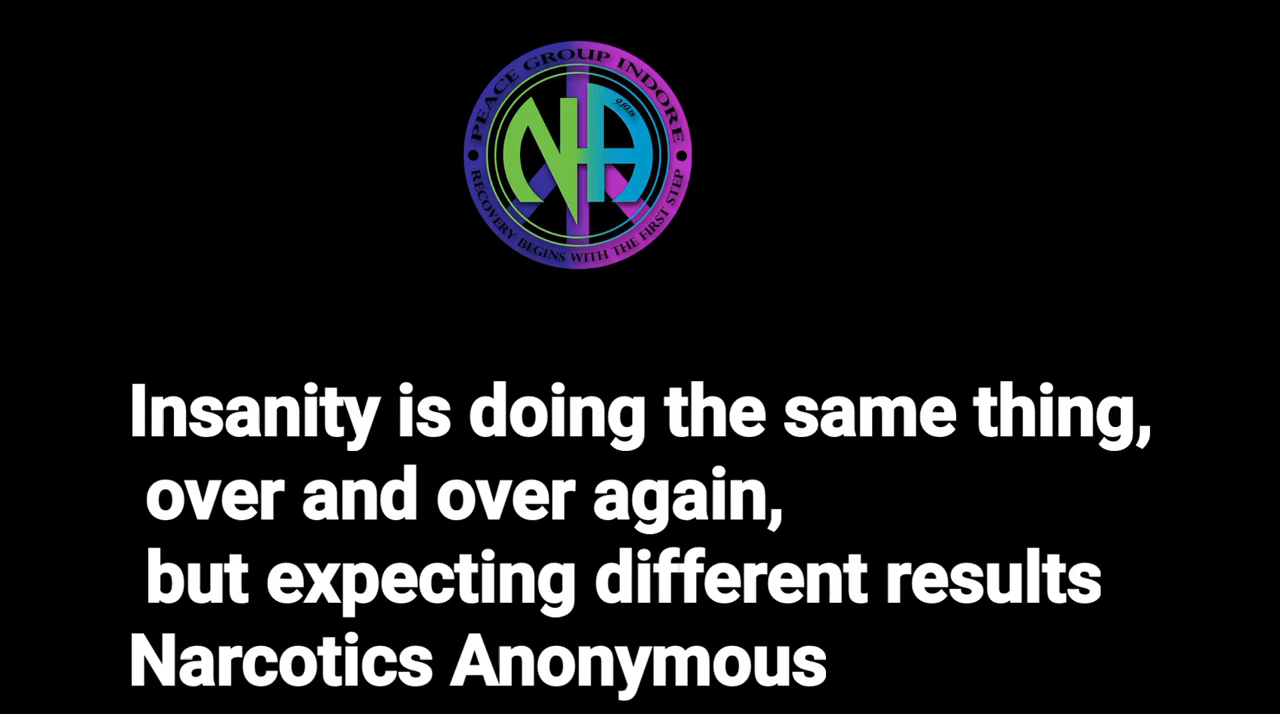 PEACE GROUP INDORE
NA
RECOVERY BEGINS WITH THE FIRST STEP
Insanity is doing the same thing,
over and over again,
but expecting different results
Narcotics Anonymous